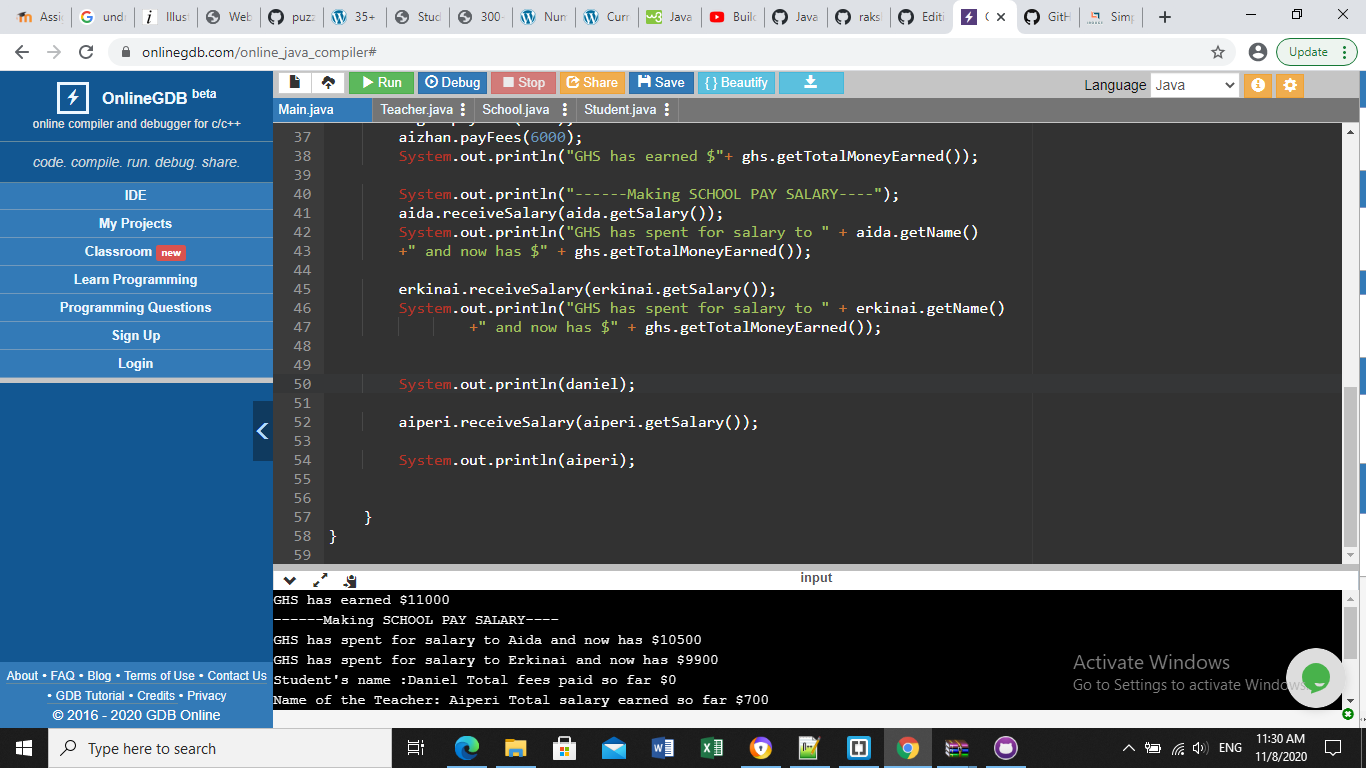 Assig
und
Illust
Web
puzz
35+
Stud
300-
Num
Curr
Java
Buil
Java
raks
Editi
C
GitH
Simp
onlinegdb.com/online_java_compiler#
Update
OnlineGDB beta
online compiler and debugger for c/c++
code. compile. run. debug. share.
IDE
My Projects
Classroom new
Learn Programming
Programming Questions
Sign Up
Login
About • FAQ • Blog • Terms of Use • Contact Us
• GDB Tutorial • Credits • Privacy
© 2016 - 2020 GDB Online
Run Debug Stop Share Save { } Beautify
Language Java
Main.java Teacher.java School.java Student.java
37 aizhan.payFees(6000);
38 System.out.println("GHS has earned $"+ ghs.getTotalMoneyEarned());
39
40 System.out.println("------Making SCHOOL PAY SALARY----");
41 aida.receiveSalary(aida.getSalary());
42 System.out.println("GHS has spent for salary to " + aida.getName()
43 +" and now has $" + ghs.getTotalMoneyEarned());
44
45 erkinai.receiveSalary(erkinai.getSalary());
46 System.out.println("GHS has spent for salary to " + erkinai.getName()
47 +" and now has $" + ghs.getTotalMoneyEarned());
48
49
50 System.out.println(daniel);
51
52 aiperi.receiveSalary(aiperi.getSalary());
53
54 System.out.println(aiperi);
55
56
57 }
58 }
59
input
GHS has earned $11000
------Making SCHOOL PAY SALARY----
GHS has spent for salary to Aida and now has $10500
GHS has spent for salary to Erkinai and now has $9900
Student's name :Daniel Total fees paid so far $0
Name of the Teacher: Aiperi Total salary earned so far $700
Activate Windows
Go to Settings to activate Windows.
Type here to search
ENG
11:30 AM
11/8/2020